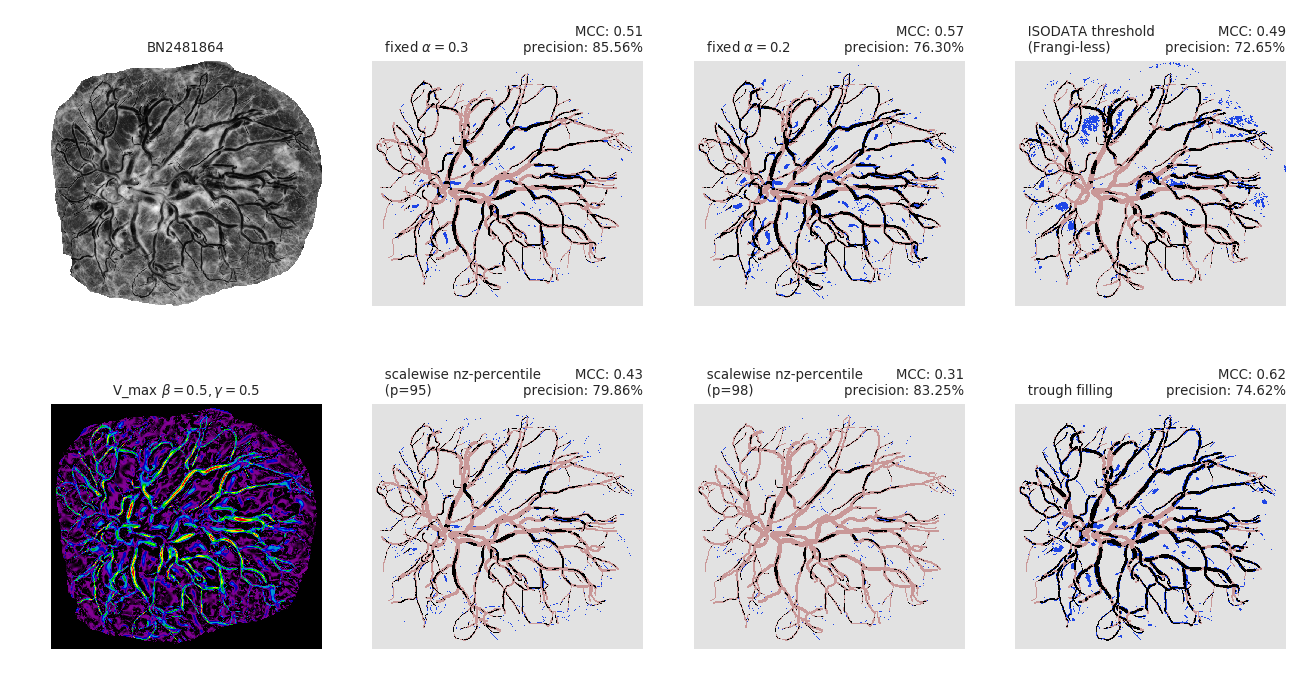 BN2481864
MCC: 0.51
fixed α = 0.3 precision: 85.56%
MCC: 0.57
fixed α = 0.2 precision: 76.30%
ISODATA threshold MCC: 0.49
(Frangi-less) precision: 72.65%
V_max β = 0.5, γ = 0.5
scalewise nz-percentile MCC: 0.43
(p=95) precision: 79.86%
scalewise nz-percentile MCC: 0.31
(p=98) precision: 83.25%
MCC: 0.62
trough filling precision: 74.62%